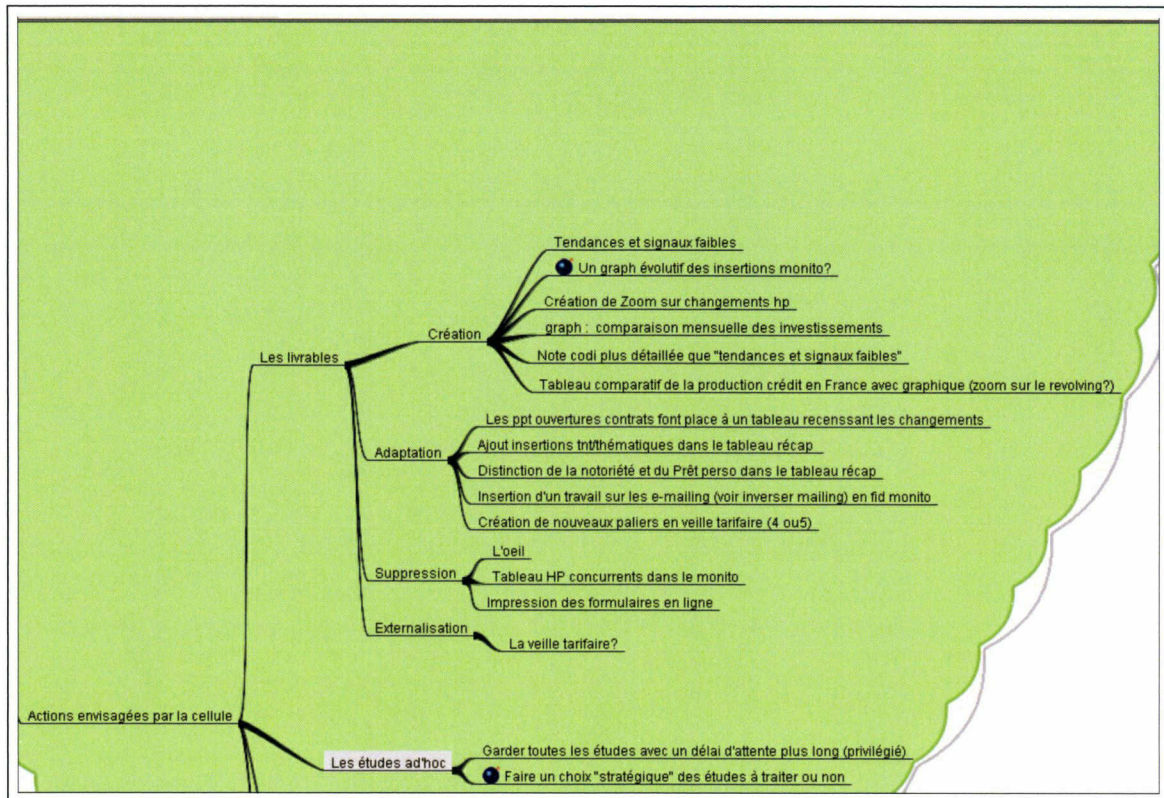 Tendances et signaux faibles
Un graph évolutif des insertions monito?
Création de Zoom sur changements hp
Création
graph : comparaison mensuelle des investissements
Les livrables
Note codi plus détaillée que "tendances et signaux faibles"
Tableau comparatif de la production crédit en France avec graphique (zoom sur le revolving?)
Les ppt ouvertures contrats font place à un tableau recenssant les changements
Adaptation
Ajout insertions tnt/thématiques dans le tableau récap
Distinction de la notoriété et du Prêt perso dans le tableau récap
Insertion d'un travail sur les e-mailing (voir inverser mailing) en fid monito
Création de nouveaux paliers en veille tarifaire (4 ou5)
L'oeil
Suppression
Tableau HP concurrents dans le monito
Impression des formulaires en ligne
Externalisation
La veille tarifaire?
Actions envisagées par la cellule
Les études ad'hoc
Garder toutes les études avec un délai d'attente plus long (privilégié)
Faire un choix "stratégique" des études à traiter ou non